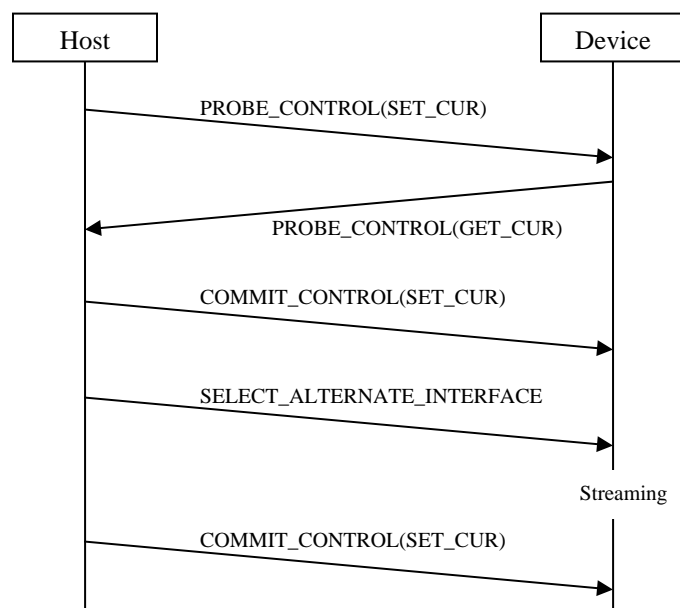 Host
Device
PROBE_CONTROL(SET_CUR)
PROBE_CONTROL(GET_CUR)
COMMIT_CONTROL(SET_CUR)
SELECT_ALTERNATE_INTERFACE
Streaming
COMMIT_CONTROL(SET_CUR)